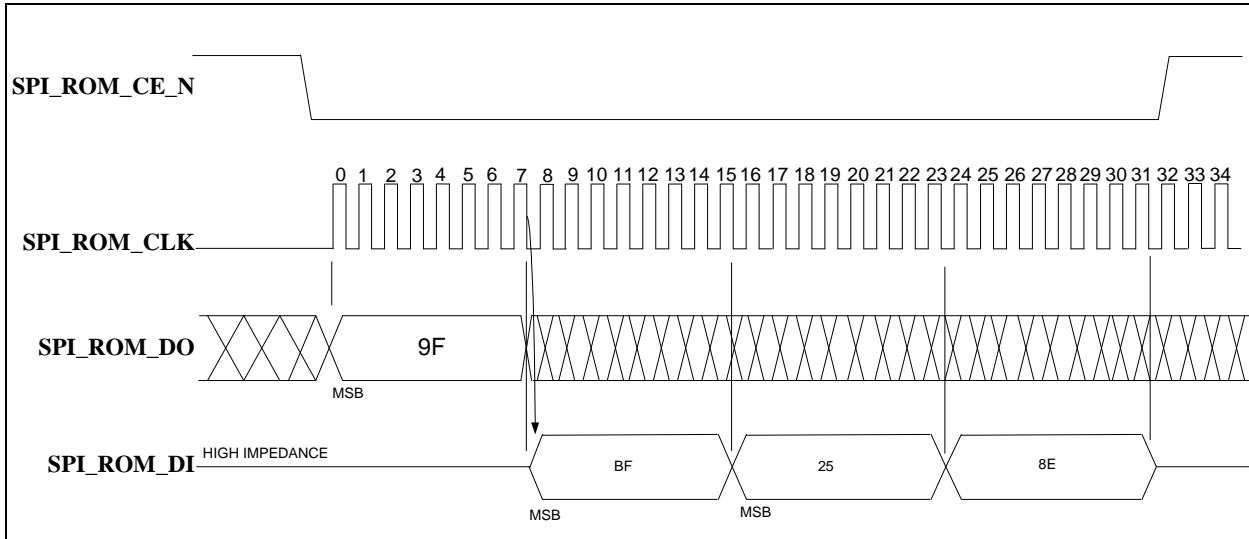 SPI_ROM_CE_N
0 1 2 3 4 5 6 7 8 9 10 11 12 13 14 15 16 17 18 19 20 21 22 23 24 25 26 27 28 29 30 31 32 33 34
SPI_ROM_CLK
SPI_ROM_DO
9F
MSB
SPI_ROM_DI
HIGH IMPEDANCE
BF 25 8E
MSB MSB